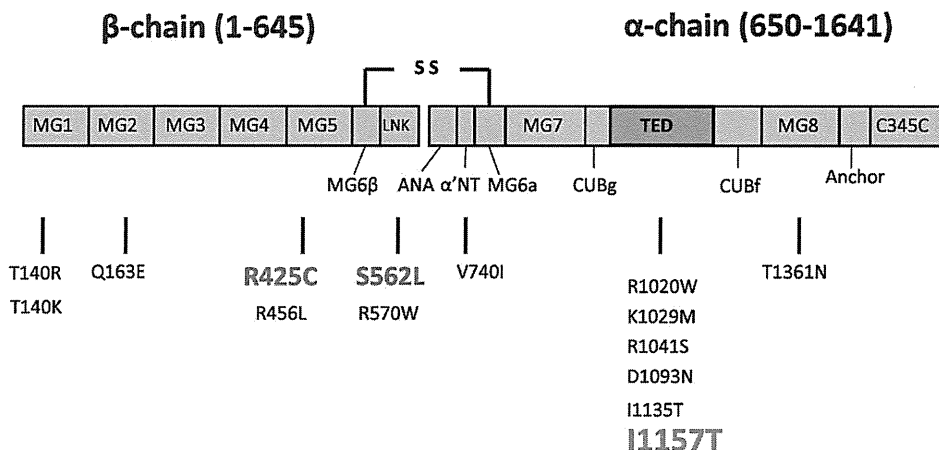 β-chain (1-645) α-chain (650-1641)
S S
MG1 MG2 MG3 MG4 MG5 LNK MG7 TED MG8 C345C
MG6β ANA α'NT MG6a CUBg CUBf Anchor
T140R Q163E R425C S562L V740I T1361N
T140K R456L R570W
R1020W
K1029M
R1041S
D1093N
I1135T
I1157T